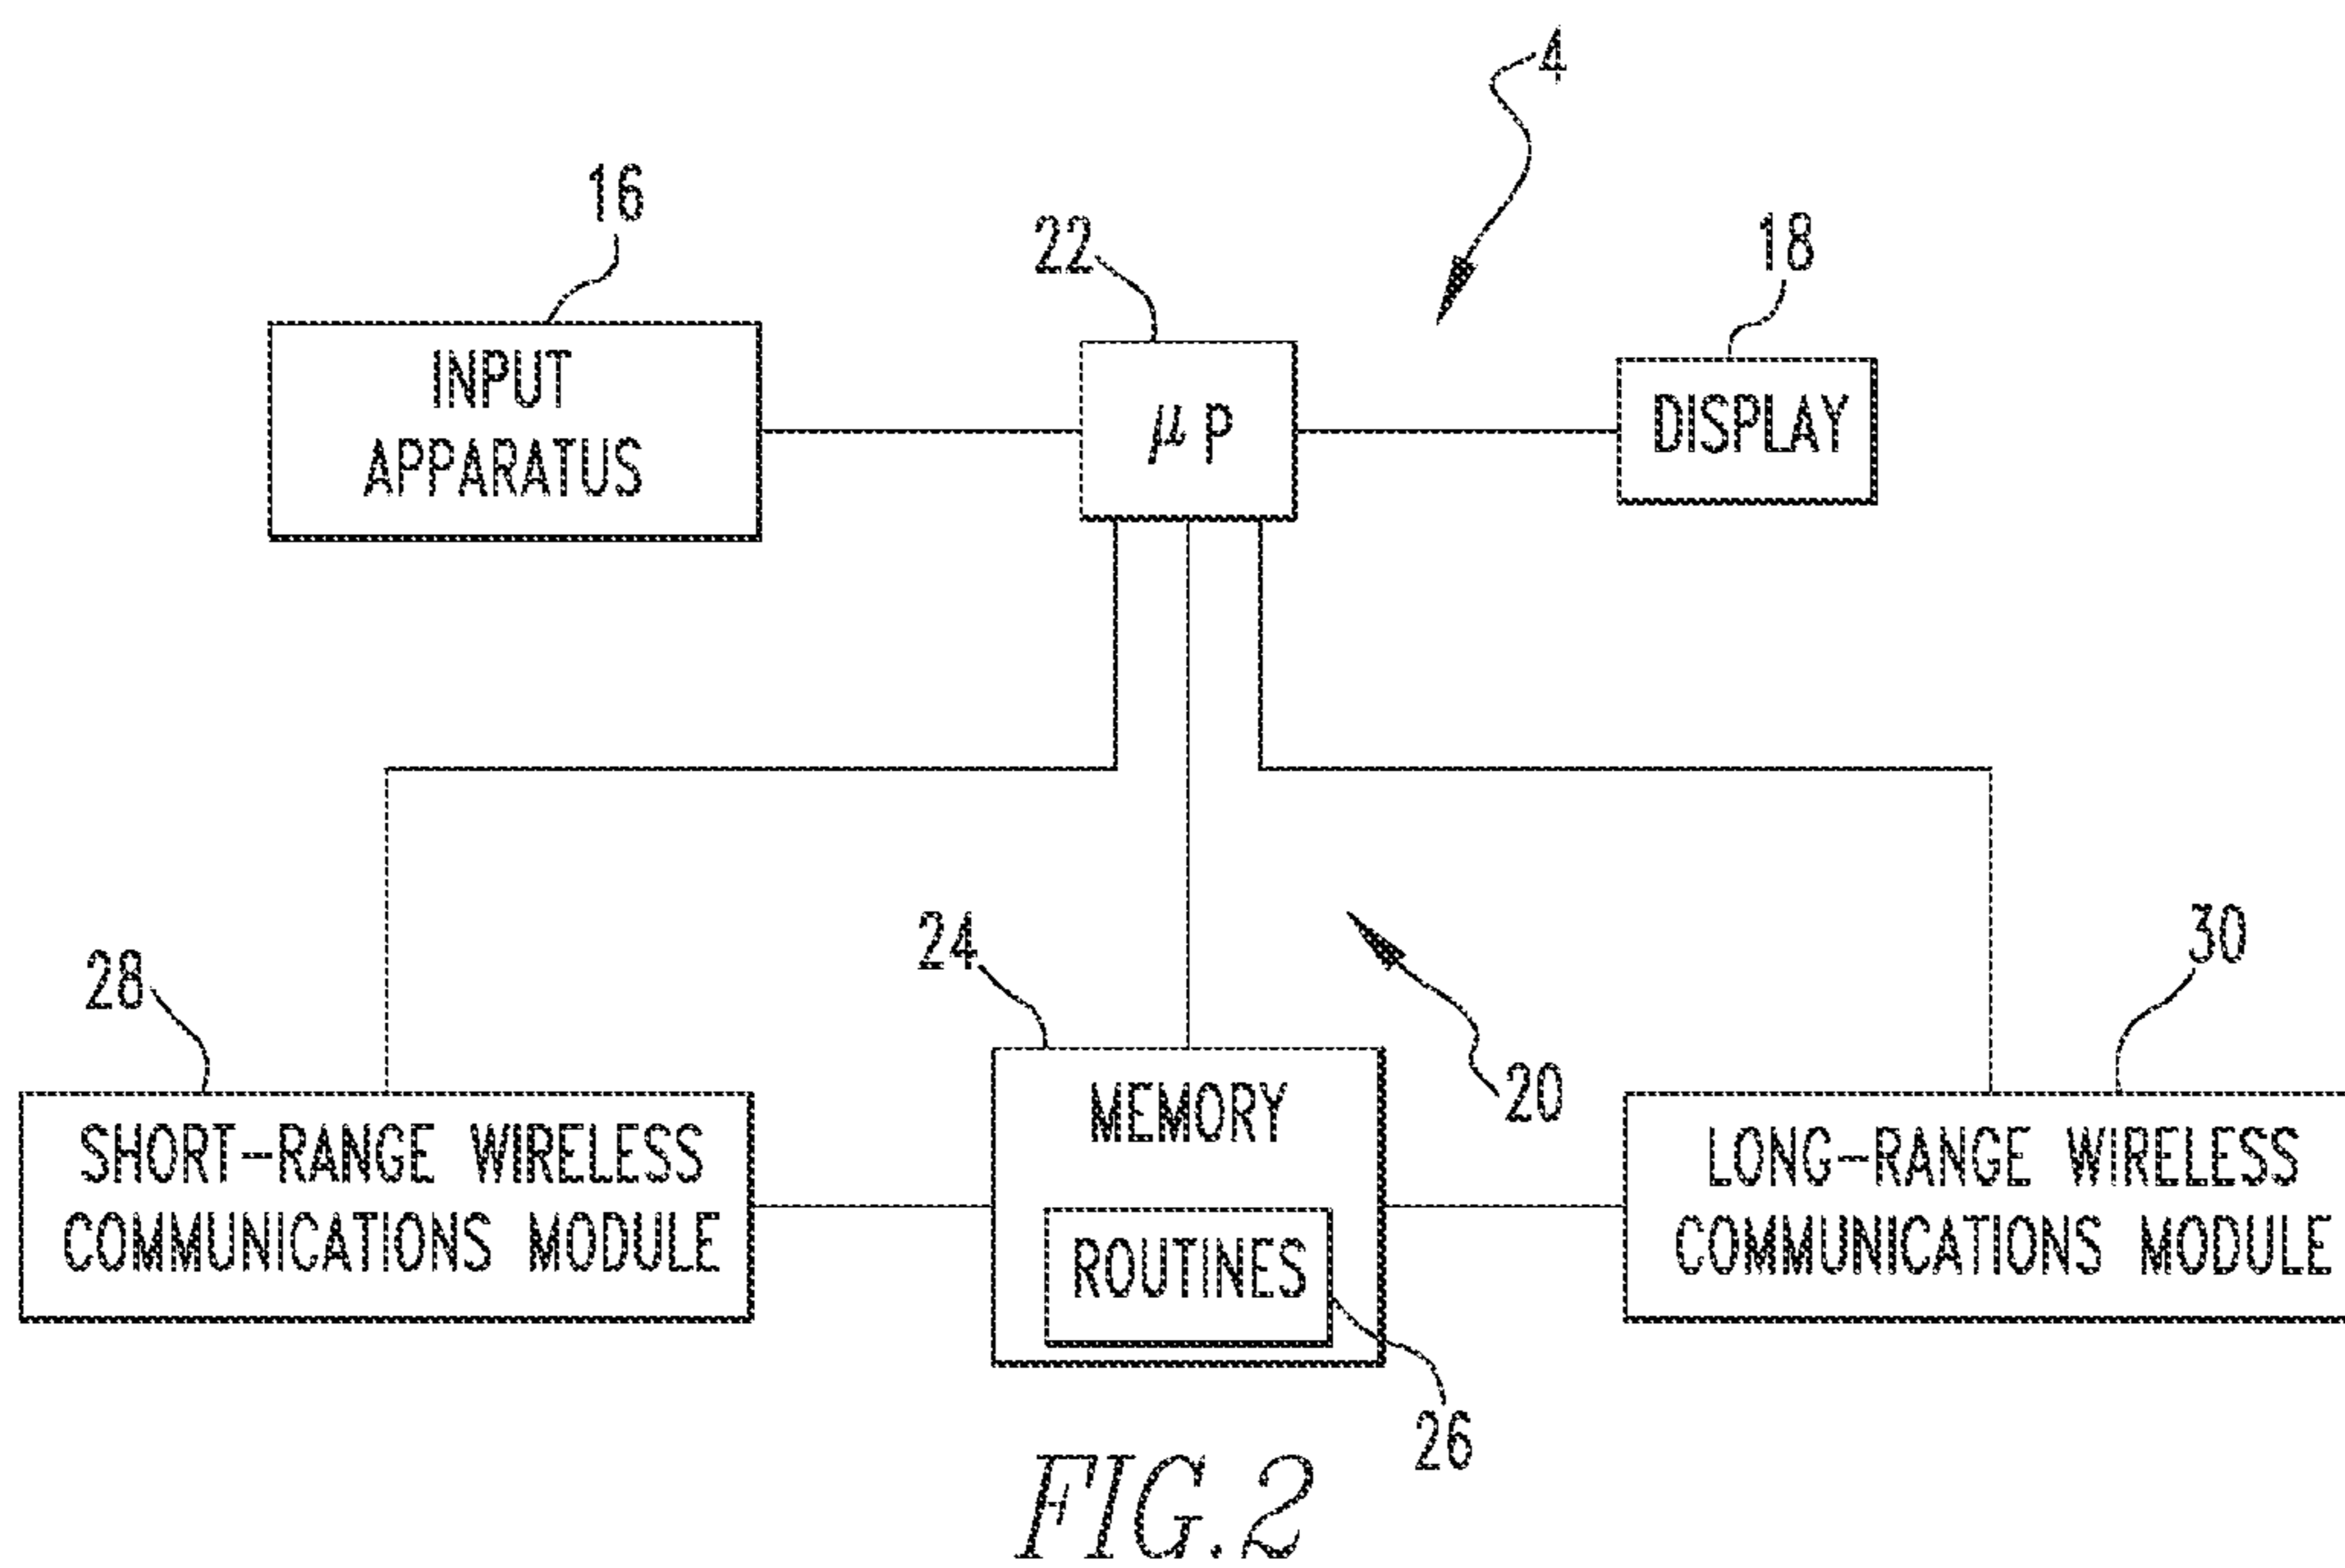 4
16
22
18
INPUT
APPARATUS
μP
DISPLAY
24
30
28
20
MEMORY
SHORT-RANGE WIRELESS
COMMUNICATIONS MODULE
LONG-RANGE WIRELESS
COMMUNICATIONS MODULE
ROUTINES
26
FIG.2